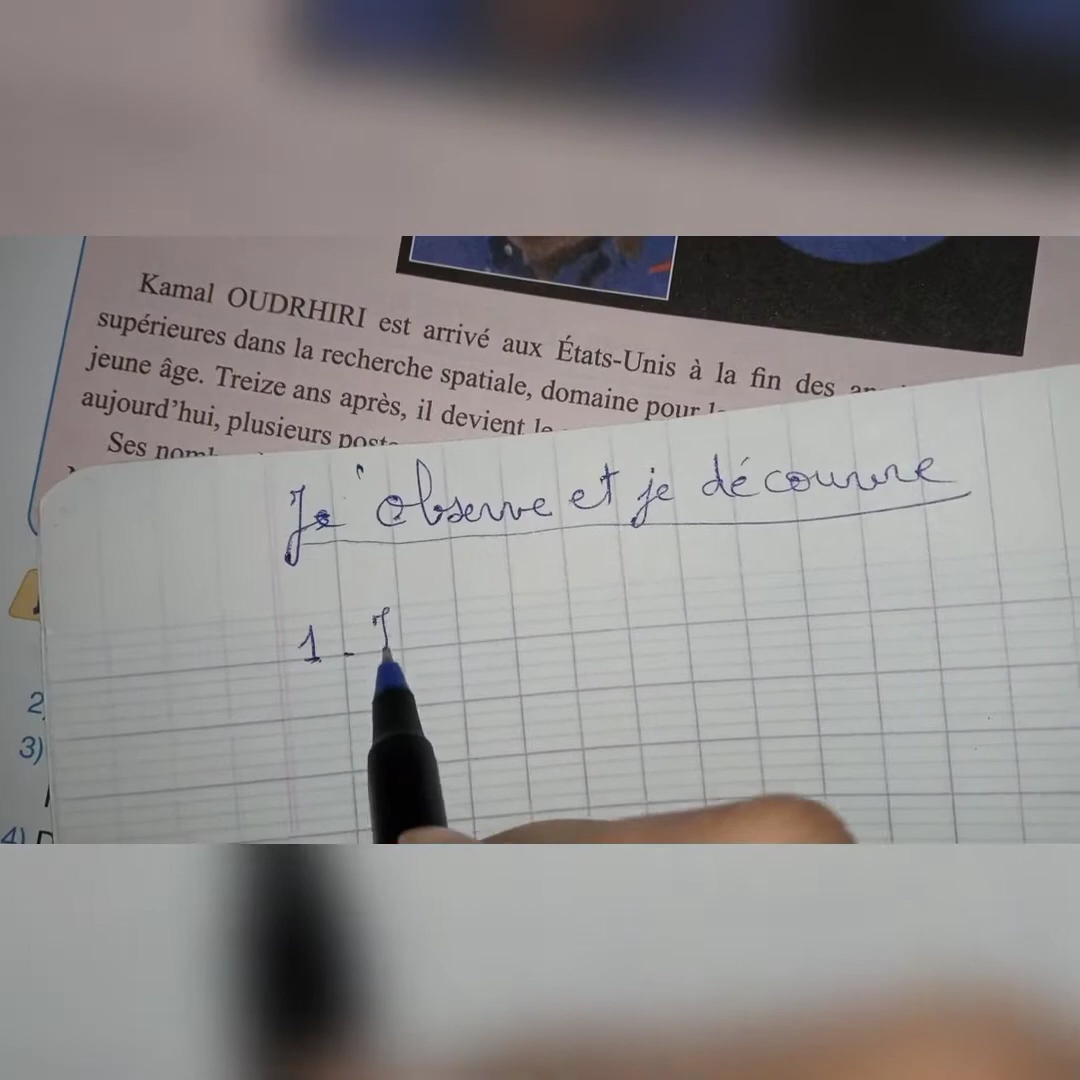 Kamal OUDRHIRI est arrivé aux États-Unis à la fin des
supérieures dans la recherche spatiale, domaine pour
jeune âge. Treize ans après, il devient
aujourd'hui, plusieurs
Ses
Je observe et je découvre
1 -
2
3)
4)